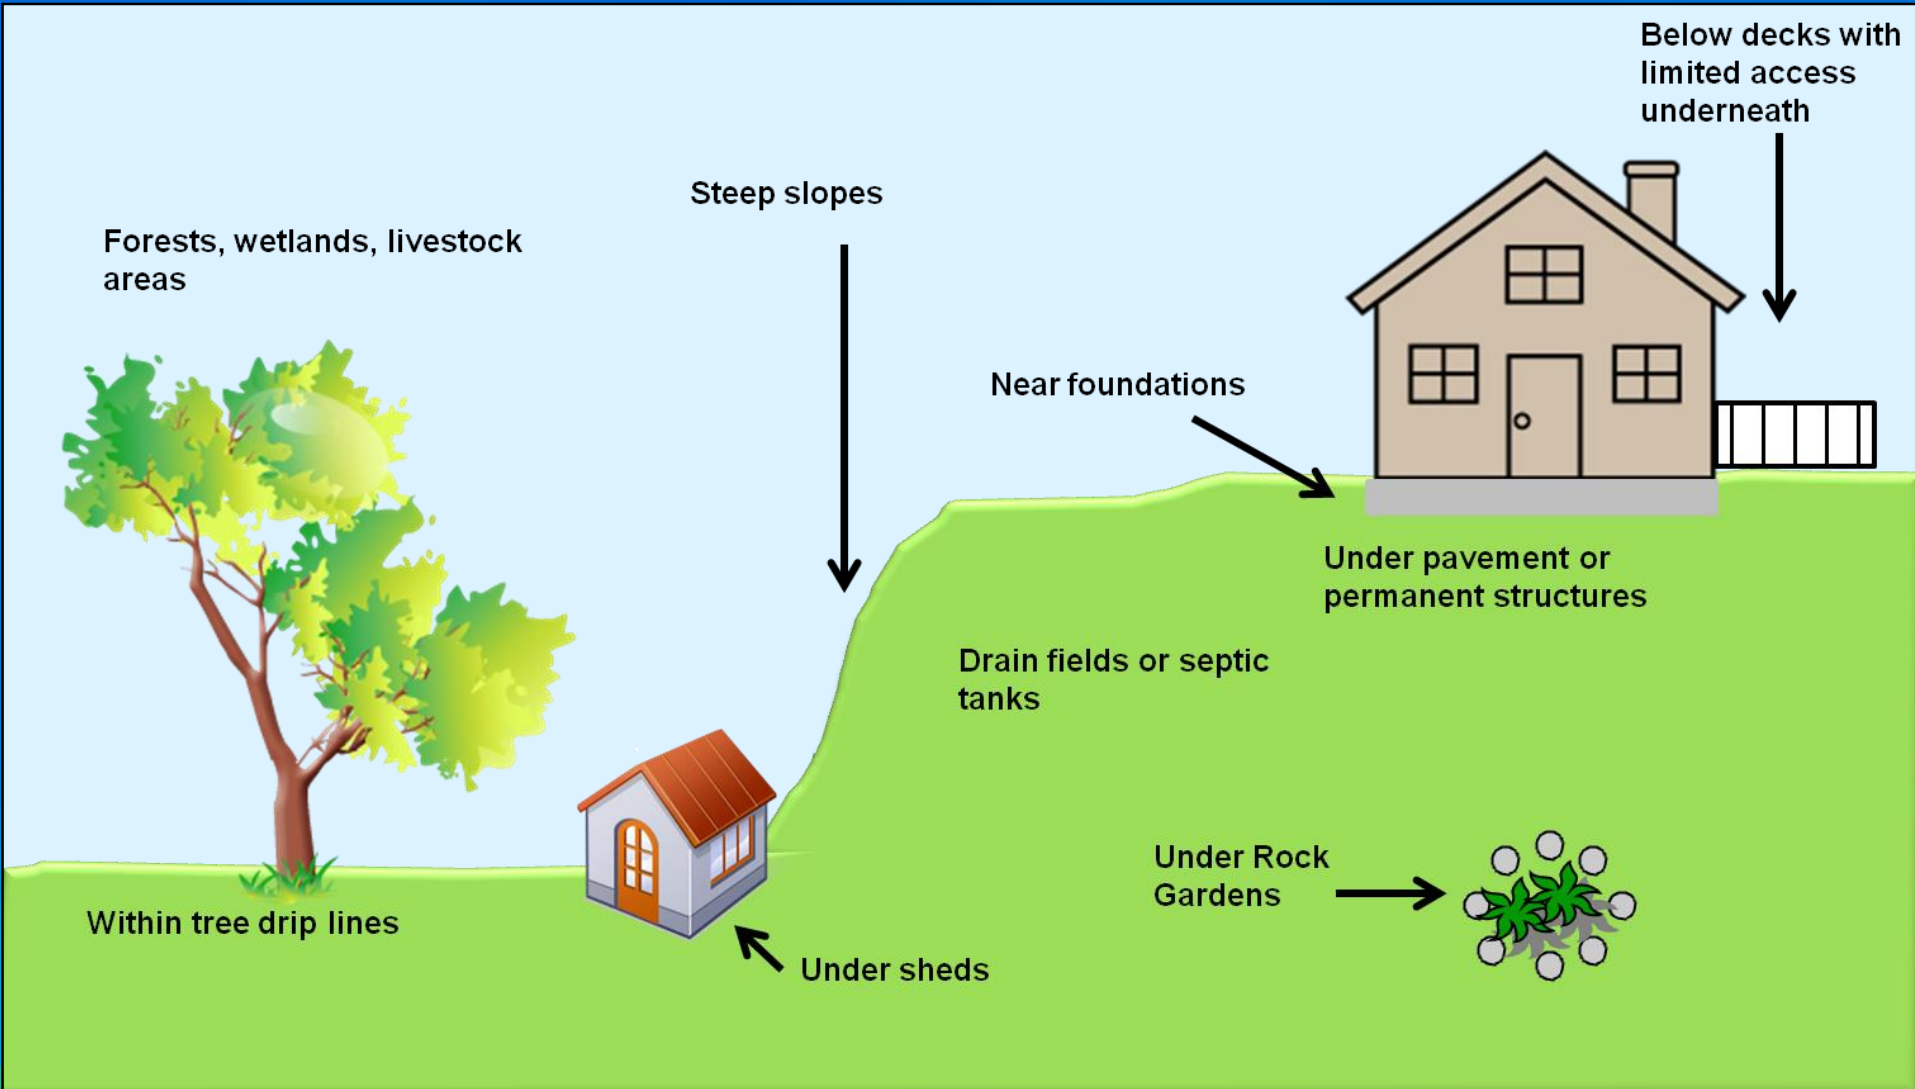 Below decks with
limited access
underneath
Steep slopes
Forests, wetlands, livestock
areas
Near foundations
Under pavement or
permanent structures
Drain fields or septic
tanks
Under Rock
Gardens
Within tree drip lines
Under sheds